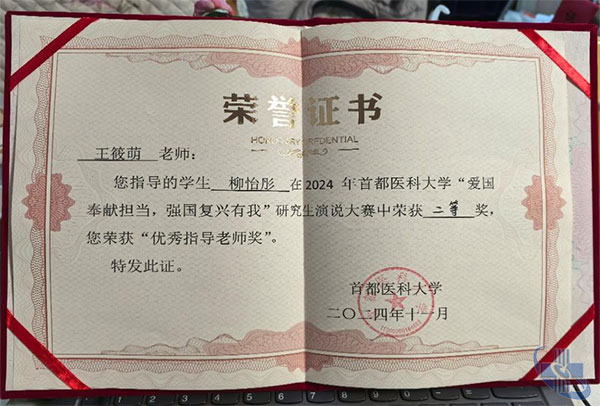 荣誉证书
HONORARY CREDENTIAL
王筱萌 老师：
您指导的学生 柳怡彤 在2024年首都医科大学“爱国
奉献担当，强国复兴有我”研究生演说大赛中荣获 二等 奖，
您荣获“优秀指导老师奖”。
特发此证。
首都医科大学
二〇二四年十一月